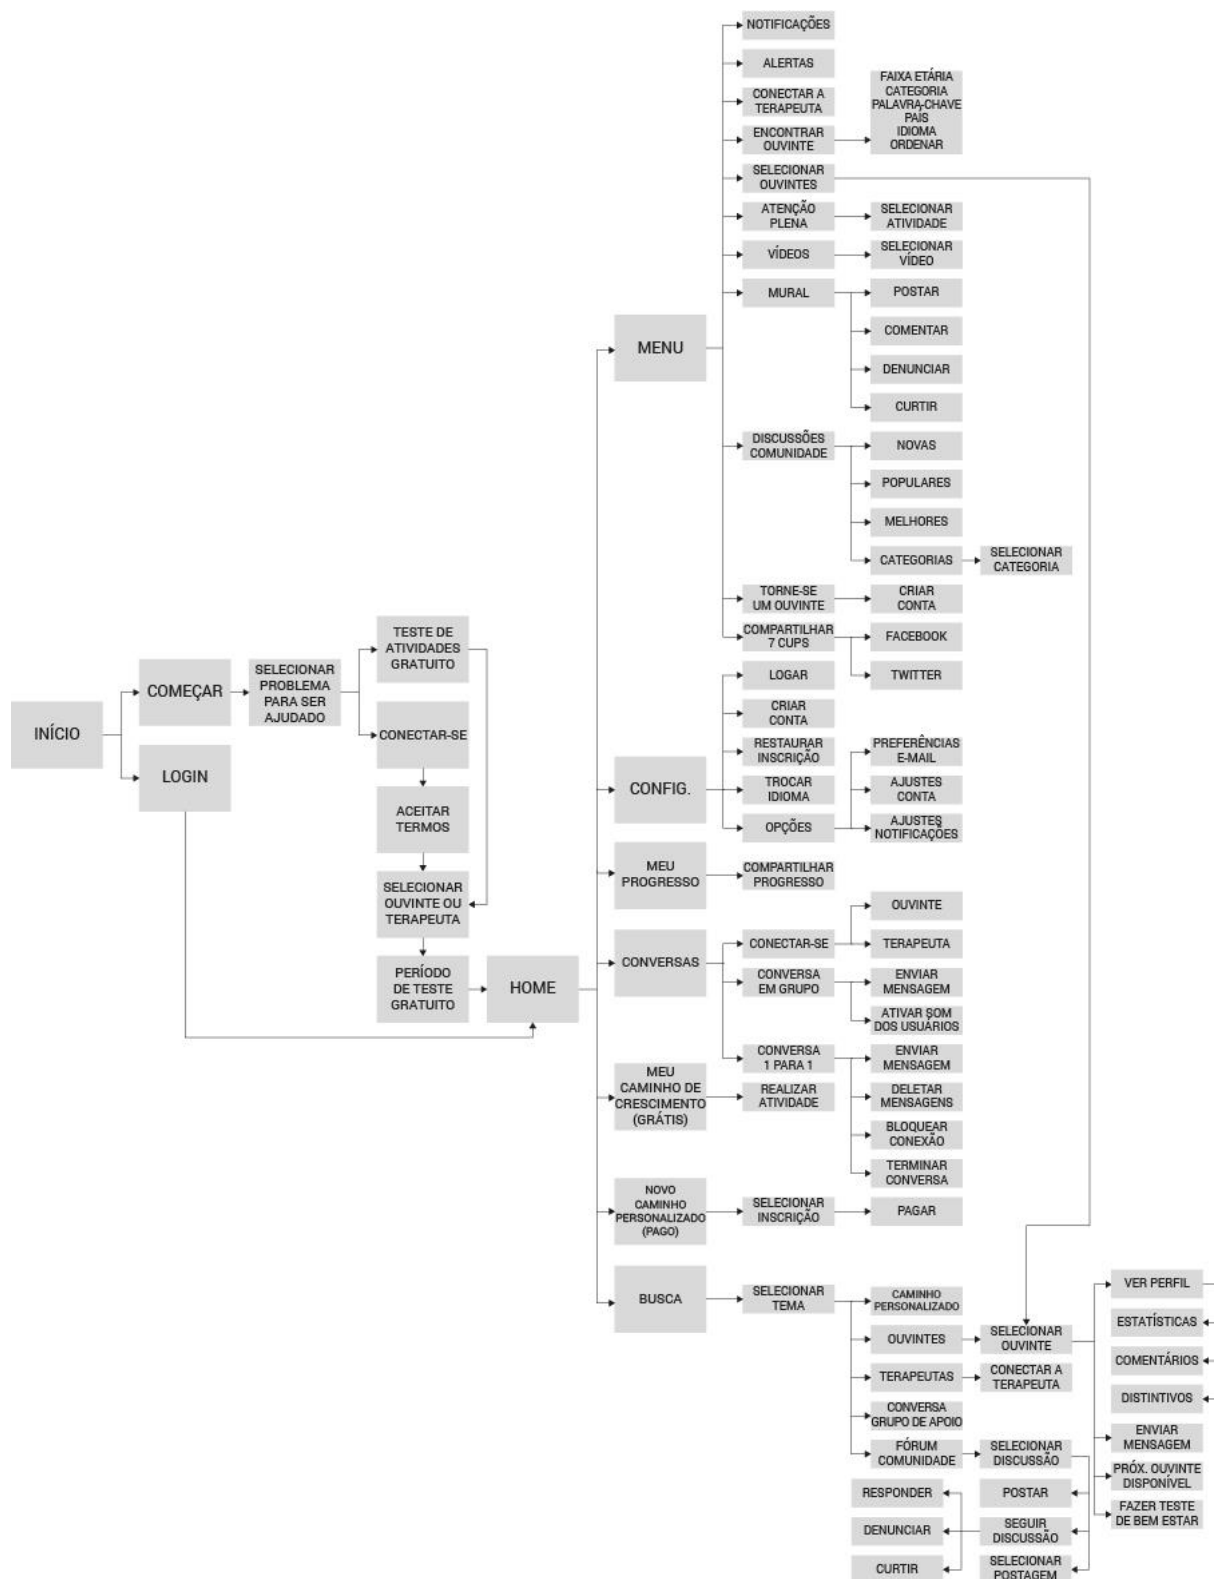 NOTIFICAÇÕES
ALERTAS
CONECTAR A
TERAPEUTA
ENCONTRAR
OUVINTE
FAIXA ETÁRIA
CATEGORIA
PALAVRA-CHAVE
PAÍS
IDIOMA
ORDENAR
SELECIONAR
OUVINTES
ATENÇÃO
PLENA
SELECIONAR
ATIVIDADE
VÍDEOS
SELECIONAR
VÍDEO
MURAL
POSTAR
COMENTAR
DENUNCIAR
CURTIR
MENU
DISCUSSÕES
COMUNIDADE
NOVAS
POPULARES
MELHORES
CATEGORIAS
SELECIONAR
CATEGORIA
TORNE-SE
UM OUVINTE
CRIAR
CONTA
COMPARTILHAR
7 CUPS
FACEBOOK
TWITTER
INÍCIO
COMEÇAR
LOGIN
SELECIONAR
PROBLEMA
PARA SER
AJUDADO
TESTE DE
ATIVIDADES
GRATUITO
CONECTAR-SE
ACEITAR
TERMOS
SELECIONAR
OUVINTE OU
TERAPEUTA
PERÍODO
DE TESTE
GRATUITO
HOME
CONFIG.
LOGAR
CRIAR
CONTA
RESTAURAR
INSCRIÇÃO
TROCAR
IDIOMA
OPÇÕES
PREFERÊNCIAS
E-MAIL
AJUSTES
CONTA
AJUSTES
NOTIFICAÇÕES
MEU
PROGRESSO
COMPARTILHAR
PROGRESSO
CONVERSAS
CONECTAR-SE
OUVINTE
TERAPEUTA
CONVERSA
EM GRUPO
ENVIAR
MENSAGEM
ATIVAR SOM
DOS USUÁRIOS
CONVERSA
1 PARA 1
ENVIAR
MENSAGEM
DELETAR
MENSAGENS
BLOQUEAR
CONEXÃO
TERMINAR
CONVERSA
MEU
CAMINHO DE
CRESCIMENTO
(GRÁTIS)
REALIZAR
ATIVIDADE
NOVO
CAMINHO
PERSONALIZADO
(PAGO)
SELECIONAR
INSCRIÇÃO
PAGAR
BUSCA
SELECIONAR
TEMA
CAMINHO
PERSONALIZADO
OUVINTES
SELECIONAR
OUVINTE
TERAPEUTAS
CONECTAR A
TERAPEUTA
CONVERSA
GRUPO DE APOIO
FÓRUM
COMUNIDADE
SELECIONAR
DISCUSSÃO
VER PERFIL
ESTATÍSTICAS
COMENTÁRIOS
DISTINTIVOS
ENVIAR
MENSAGEM
PRÓX. OUVINTE
DISPONÍVEL
FAZER TESTE
DE BEM ESTAR
POSTAR
SEGUIR
DISCUSSÃO
SELECIONAR
POSTAGEM
RESPONDER
DENUNCIAR
CURTIR